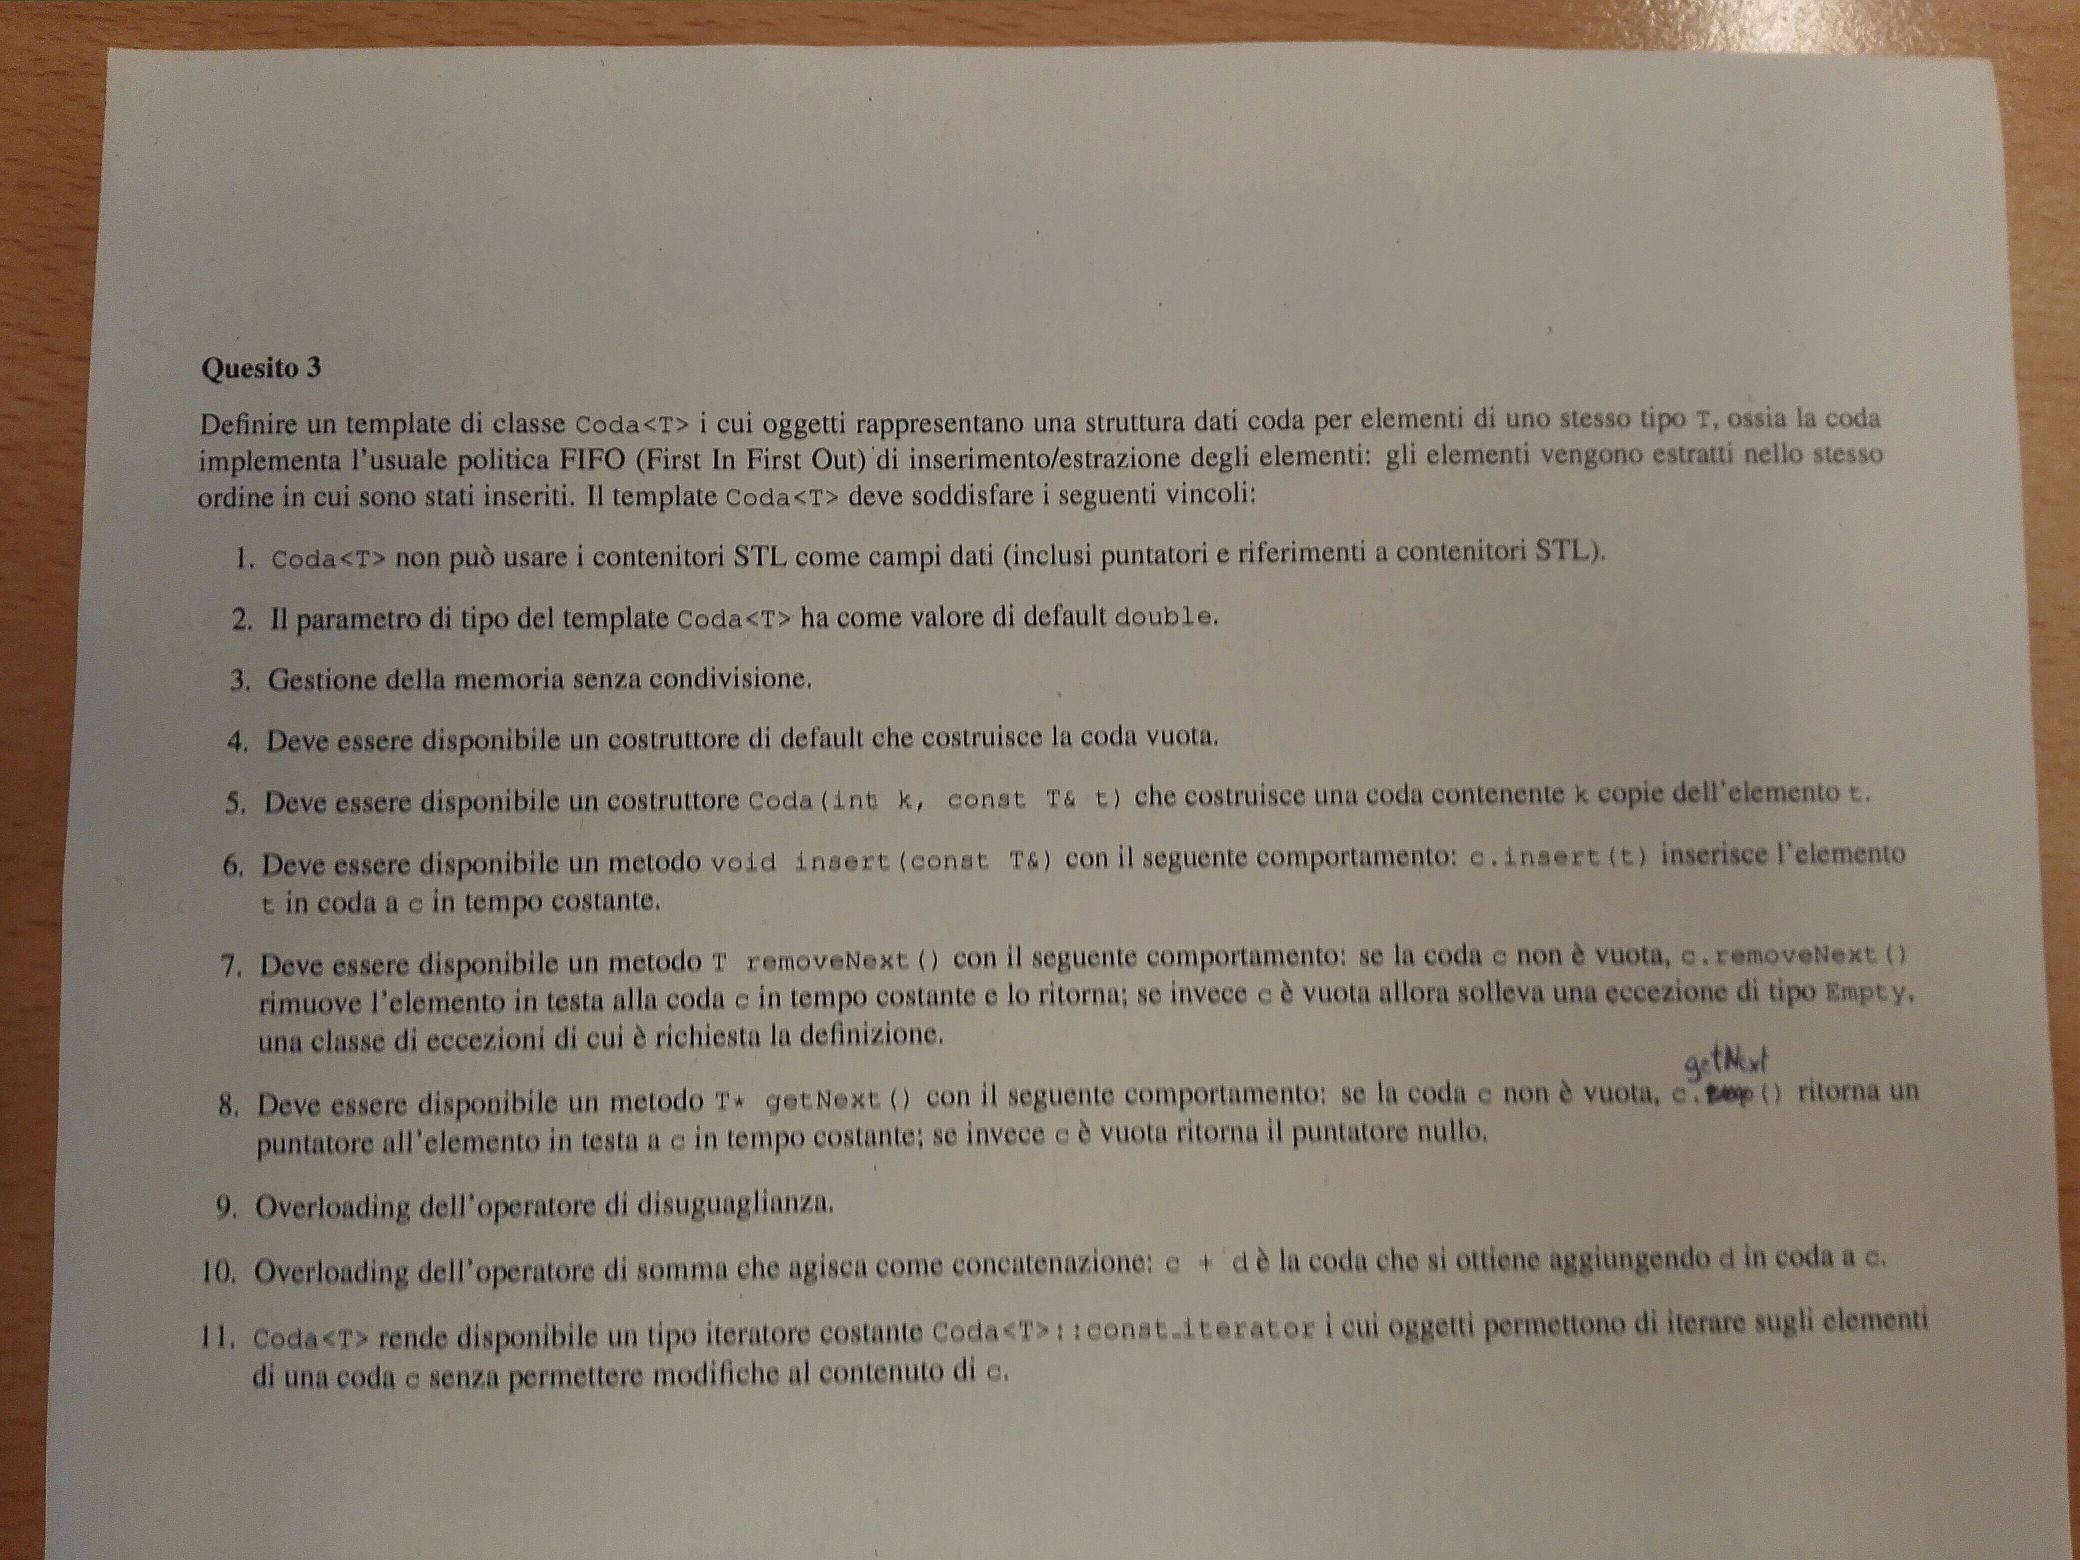 Quesito 3
Definire un template di classe Coda<T> i cui oggetti rappresentano una struttura dati coda per elementi di uno stesso tipo T, ossia la coda
implementa l'usuale politica FIFO (First In First Out) di inserimento/estrazione degli elementi: gli elementi vengono estratti nello stesso
ordine in cui sono stati inseriti. Il template Coda<T> deve soddisfare i seguenti vincoli:
1. Coda<T> non può usare i contenitori STL come campi dati (inclusi puntatori e riferimenti a contenitori STL).
2. Il parametro di tipo del template Coda<T> ha come valore di default double.
3. Gestione della memoria senza condivisione.
4. Deve essere disponibile un costruttore di default che costruisce la coda vuota.
5. Deve essere disponibile un costruttore Coda(int k, const T& t) che costruisce una coda contenente k copie dell'elemento t.
6. Deve essere disponibile un metodo void insert(const T&) con il seguente comportamento: c.insert(t) inserisce l'elemento
t in coda a c in tempo costante.
7. Deve essere disponibile un metodo T removeNext() con il seguente comportamento: se la coda c non è vuota, c.removeNext()
rimuove l'elemento in testa alla coda c in tempo costante e lo ritorna; se invece c è vuota allora solleva una eccezione di tipo Empty,
una classe di eccezioni di cui è richiesta la definizione.
getNext
8. Deve essere disponibile un metodo T* getNext() con il seguente comportamento: se la coda c non è vuota, c.() ritorna un
puntatore all'elemento in testa a c in tempo costante; se invece c è vuota ritorna il puntatore nullo.
9. Overloading dell'operatore di disuguaglianza.
10. Overloading dell'operatore di somma che agisca come concatenazione: c + d è la coda che si ottiene aggiungendo d in coda a c.
11. Coda<T> rende disponibile un tipo iteratore costante Coda<T>::const_iterator i cui oggetti permettono di iterare sugli elementi
di una coda c senza permettere modifiche al contenuto di c.